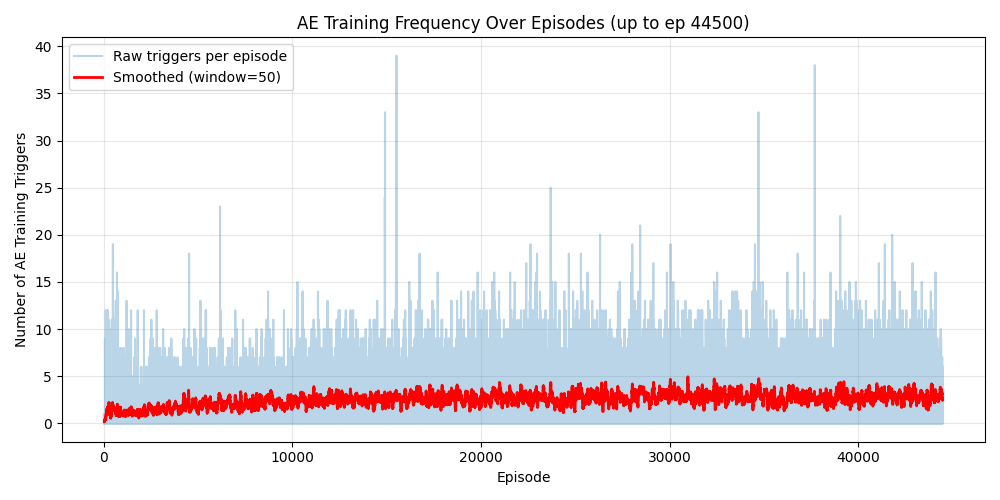 AE Training Frequency Over Episodes (up to ep 44500)
Raw triggers per episode
Smoothed (window=50)
Number of AE Training Triggers
40
35
30
25
20
15
10
5
0
0 10000 20000 30000 40000
Episode